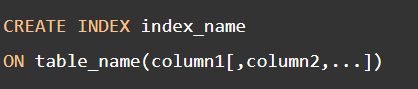 CREATE INDEX index_name
ON table_name(column1[,column2,...])